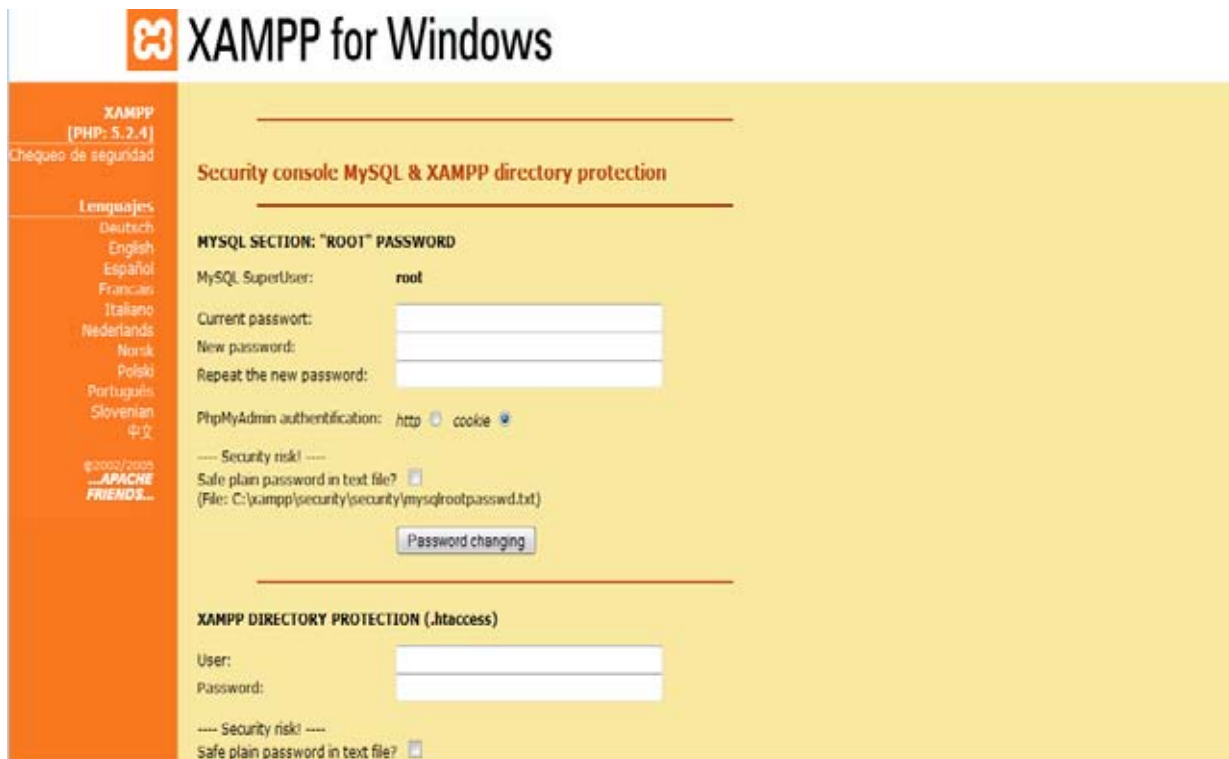 XAMPP for Windows
XAMPP
[PHP: 5.2.4]
Chequeo de seguridad
Lenguajes
Deutsch
English
Español
Francais
Italiano
Nederlands
Norsk
Polski
Português
Slovenian
中文
©2002/2005
...APACHE
FRIENDS...
Security console MySQL & XAMPP directory protection
MYSQL SECTION: "ROOT" PASSWORD
MySQL SuperUser: root
Current passwort:
New password:
Repeat the new password:
PhpMyAdmin authentification: http cookie
---- Security risk! ----
Safe plain password in text file?
(File: C:\xampp\security\security\mysqlrootpasswd.txt)
Password changing
XAMPP DIRECTORY PROTECTION (.htaccess)
User:
Password:
---- Security risk! ----
Safe plain password in text file?